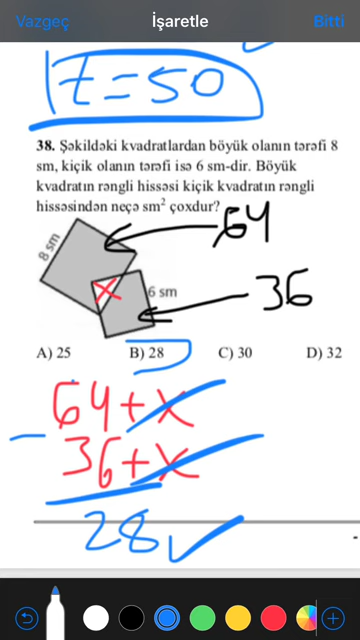 Vazgeç İşaretle Bitti
t=50
38. Şəkildəki kvadratlardan böyük olanın tərəfi 8
sm, kiçik olanın tərəfi isə 6 sm-dir. Böyük
kvadratın rəngli hissəsi kiçik kvadratın rəngli
hissəsindən neçə sm² çoxdur?
64
8 sm
x
6 sm
36
A) 25 B) 28 C) 30 D) 32
64+x
- 36+x
28